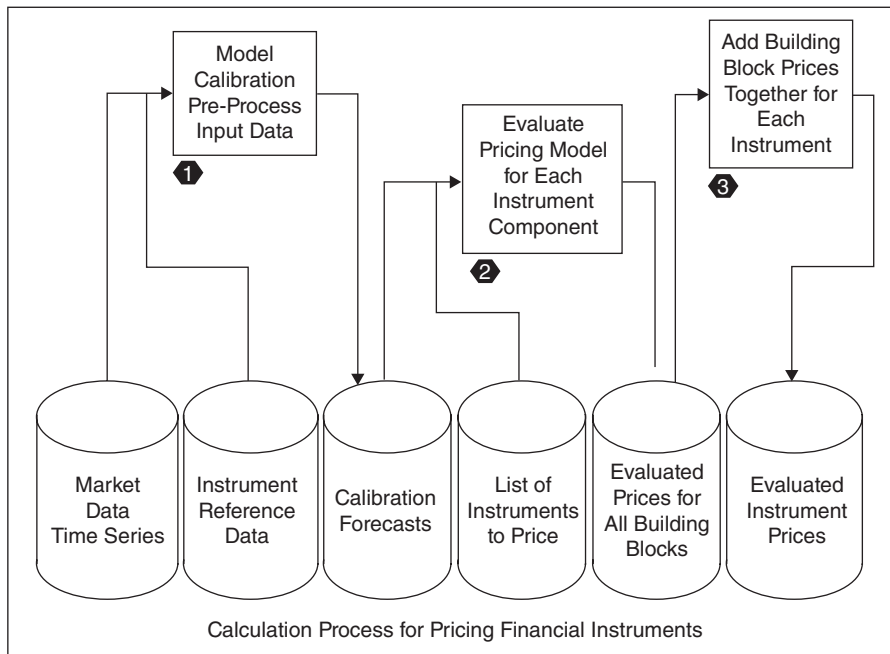 Model
Calibration
Pre-Process
Input Data
1
Evaluate
Pricing Model
for Each
Instrument
Component
2
Add Building
Block Prices
Together for
Each
Instrument
3
Market
Data
Time Series
Instrument
Reference
Data
Calibration
Forecasts
List of
Instruments
to Price
Evaluated
Prices for
All Building
Blocks
Evaluated
Instrument
Prices
Calculation Process for Pricing Financial Instruments